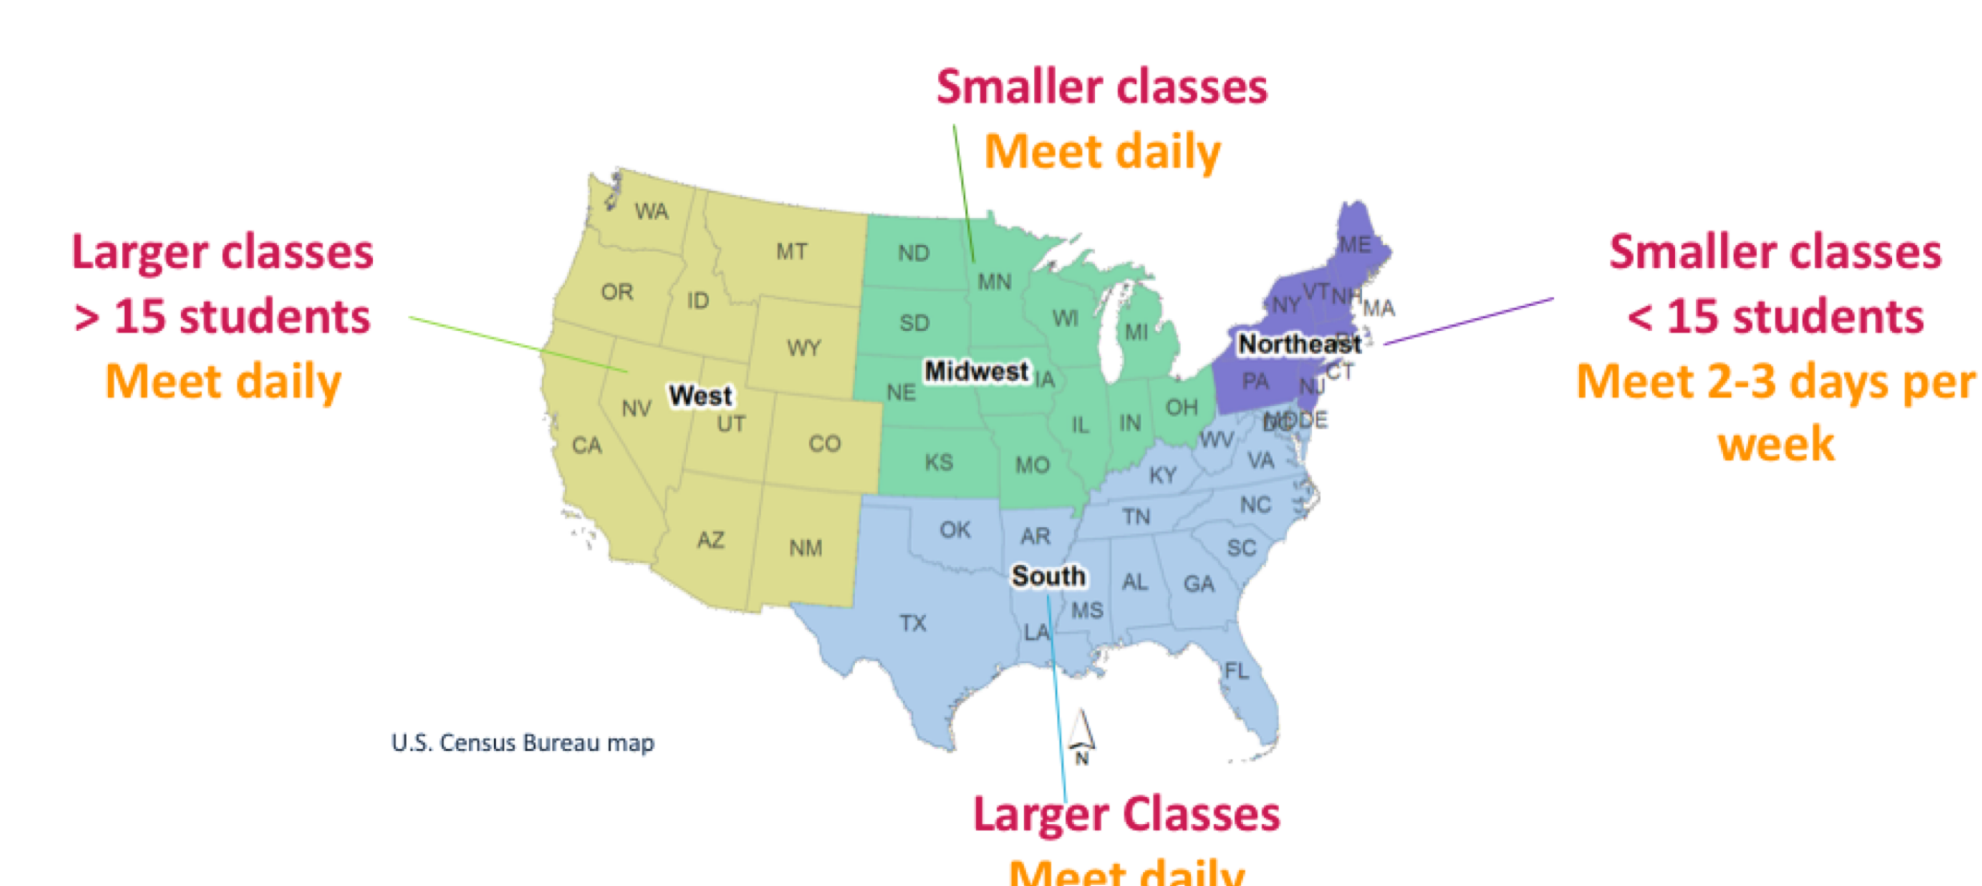 Smaller classes
Meet daily
Larger classes
> 15 students
Meet daily
Smaller classes
< 15 students
Meet 2-3 days per
week
WA
MT
ND
MN
ME
OR
ID
SD
WI
MI
NY
VT
NH
MA
WY
Northeast
Midwest
IA
PA
NJ
CT
NE
West
NV
UT
CO
CA
IL
IN
OH
DE
WV
VA
KS
MO
KY
NC
TN
OK
AR
SC
AZ
NM
South
AL
GA
MS
TX
LA
FL
N
U.S. Census Bureau map
Larger Classes
Meet daily